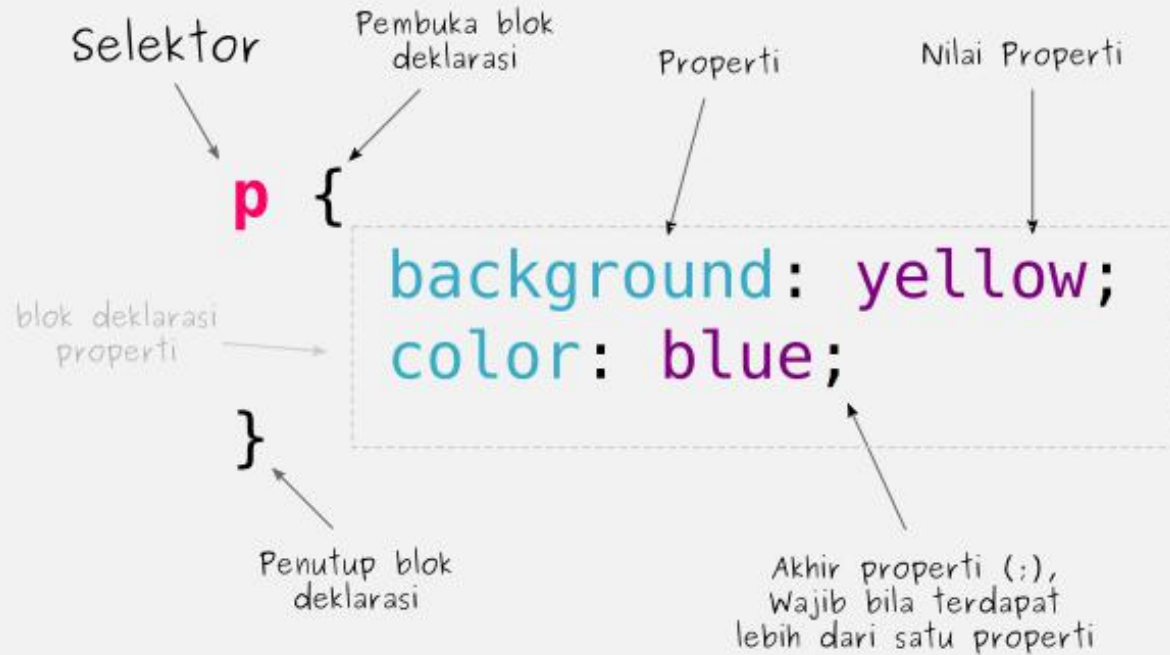 Selektor
Pembuka blok
deklarasi
Properti
Nilai Properti
p {
background: yellow;
color: blue;
blok deklarasi
properti
}
Penutup blok
deklarasi
Akhir properti (;),
Wajib bila terdapat
lebih dari satu properti